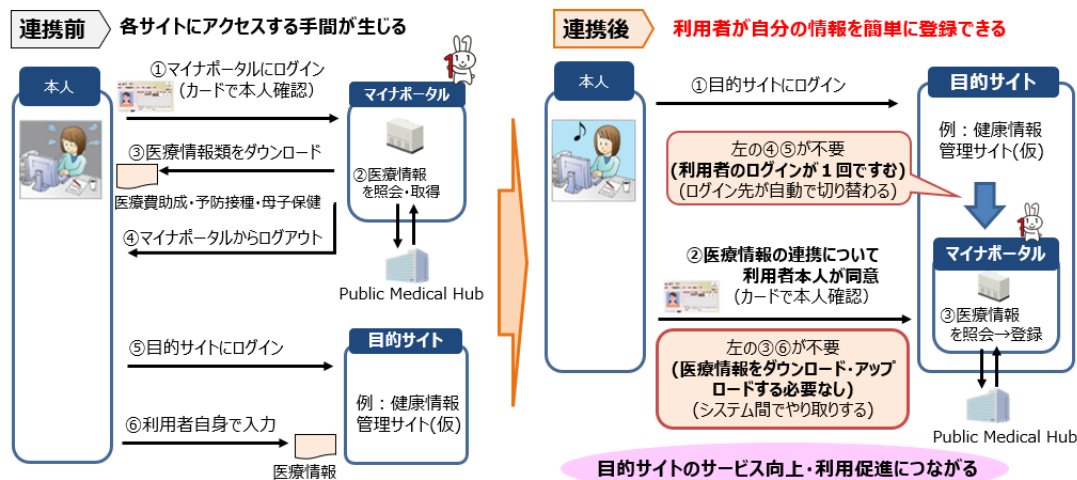 連携前
各サイトにアクセスする手間が生じる
本人
①マイナポータルにログイン
(カードで本人確認)
マイナポータル
②医療情報
を照会・取得
③医療情報類をダウンロード
医療費助成・予防接種・母子保健
④マイナポータルからログアウト
Public Medical Hub
⑤目的サイトにログイン
目的サイト
例：健康情報
管理サイト(仮)
⑥利用者自身で入力
医療情報
連携後
利用者が自分の情報を簡単に登録できる
本人
①目的サイトにログイン
目的サイト
例：健康情報
管理サイト(仮)
左の④⑤が不要
(利用者のログインが１回ですむ)
(ログイン先が自動で切り替わる)
②医療情報の連携について
利用者本人が同意
(カードで本人確認)
マイナポータル
③医療情報
を照会→登録
左の③⑥が不要
(医療情報をダウンロード・アップ
ロードする必要なし)
(システム間でやり取りする)
Public Medical Hub
目的サイトのサービス向上・利用促進につながる